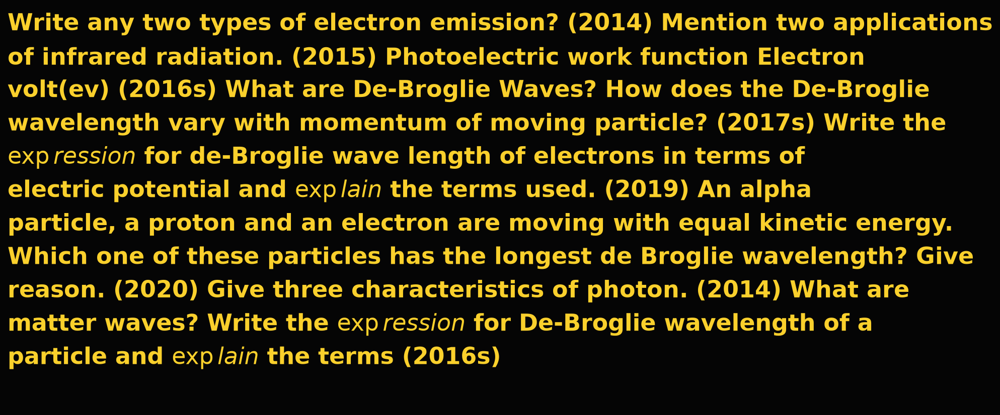 Write any two types of electron emission? (2014) Mention two applications
of infrared radiation. (2015) Photoelectric work function Electron
volt(ev) (2016s) What are De-Broglie Waves? How does the De-Broglie
wavelength vary with momentum of moving particle? (2017s) Write the
exp ression for de-Broglie wave length of electrons in terms of
electric potential and exp lain the terms used. (2019) An alpha
particle, a proton and an electron are moving with equal kinetic energy.
Which one of these particles has the longest de Broglie wavelength? Give
reason. (2020) Give three characteristics of photon. (2014) What are
matter waves? Write the exp ression for De-Broglie wavelength of a
particle and exp lain the terms (2016s)